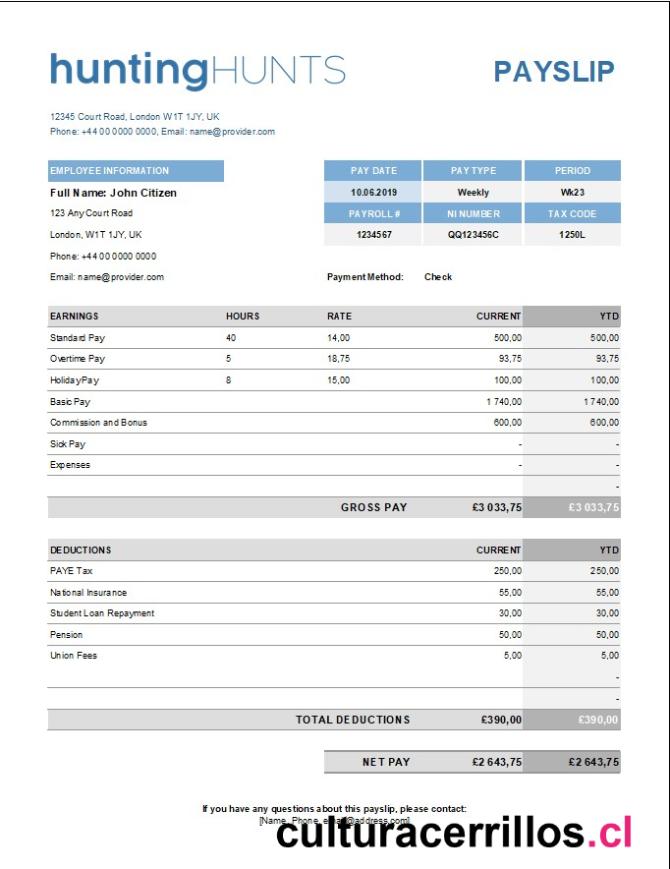 huntingHUNTS PAYSLIP
12345 Court Road, London W1T 1JY, UK
Phone: +44 00 0000 0000, Email: name@provider.com
EMPLOYEE INFORMATION PAY DATE PAY TYPE PERIOD
Full Name: John Citizen 10.06.2019 Weekly Wk23
123 Any Court Road PAYROLL # NI NUMBER TAX CODE
London, W1T 1JY, UK 1234567 QQ123456C 1250L
Phone: +44 00 0000 0000
Email: name@provider.com Payment Method: Check
EARNINGS HOURS RATE CURRENT YTD
Standard Pay 40 14,00 500,00 500,00
Overtime Pay 5 18,75 93,75 93,75
Holiday Pay 8 15,00 100,00 100,00
Basic Pay 1 740,00 1 740,00
Commission and Bonus 600,00 600,00
Sick Pay - -
Expenses - -
-
GROSS PAY £3 033,75 £3 033,75
DEDUCTIONS CURRENT YTD
PAYE Tax 250,00 250,00
National Insurance 55,00 55,00
Student Loan Repayment 30,00 30,00
Pension 50,00 50,00
Union Fees 5,00 5,00
-
-
TOTAL DEDUCTIONS £390,00 £390,00
NET PAY £2 643,75 £2 643,75
If you have any questions about this payslip, please contact:
[Name, Phone, email@address.com]
culturacerrillos.cl